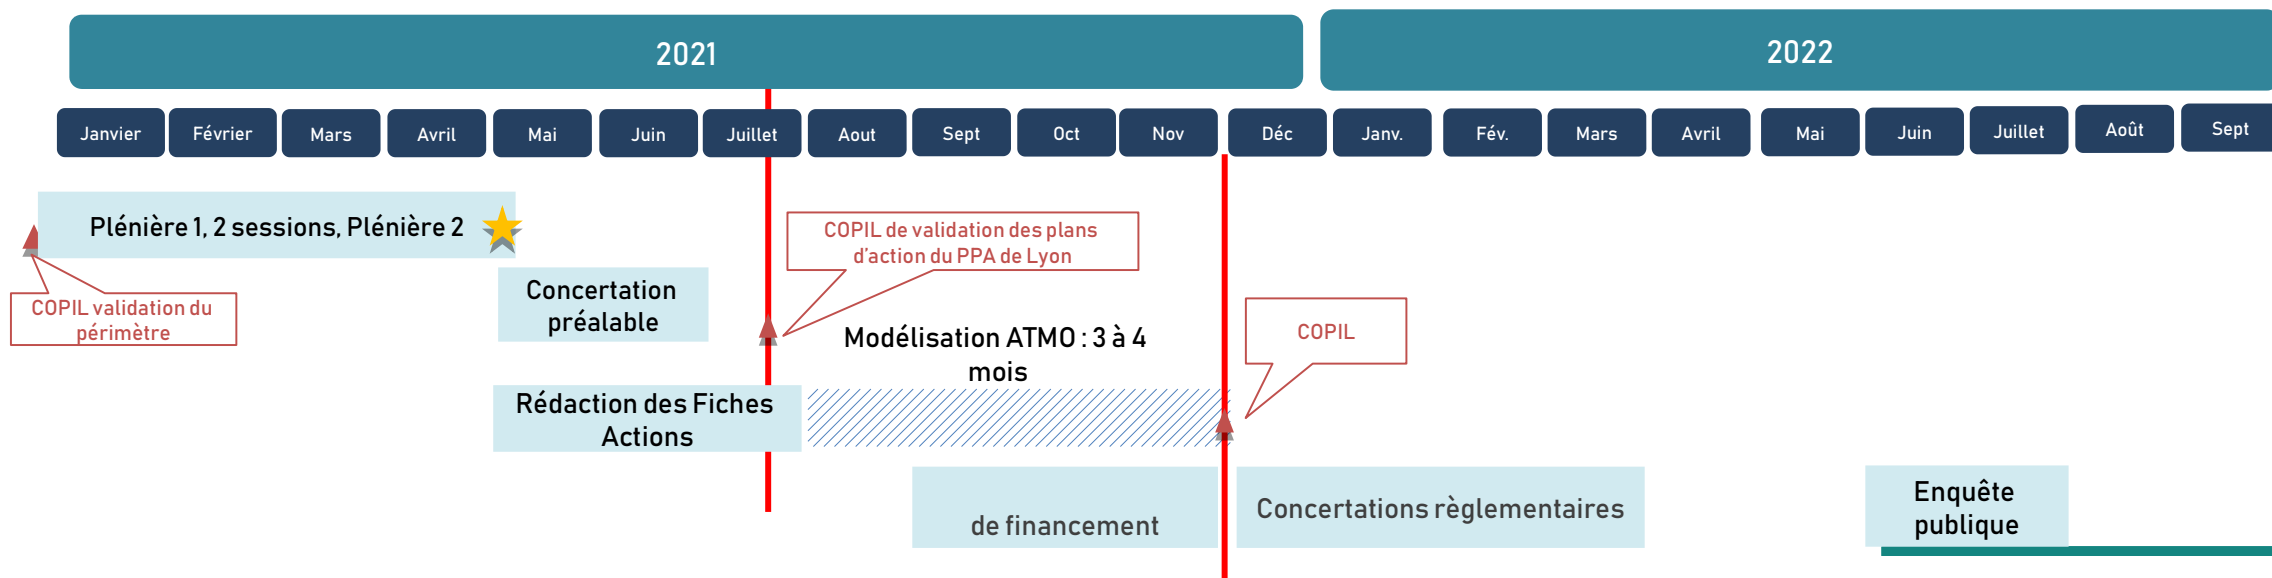 2021
2022
Janvier
Février
Mars
Avril
Mai
Juin
Juillet
Aout
Sept
Oct
Nov
Déc
Janv.
Fév.
Mars
Avril
Mai
Juin
Juillet
Août
Sept
Plénière 1, 2 sessions, Plénière 2
COPIL validation du
périmètre
Concertation
préalable
COPIL de validation des plans
d'action du PPA de Lyon
Modélisation ATMO : 3 à 4
mois
COPIL
Rédaction des Fiches
Actions
de financement
Concertations règlementaires
Enquête
publique